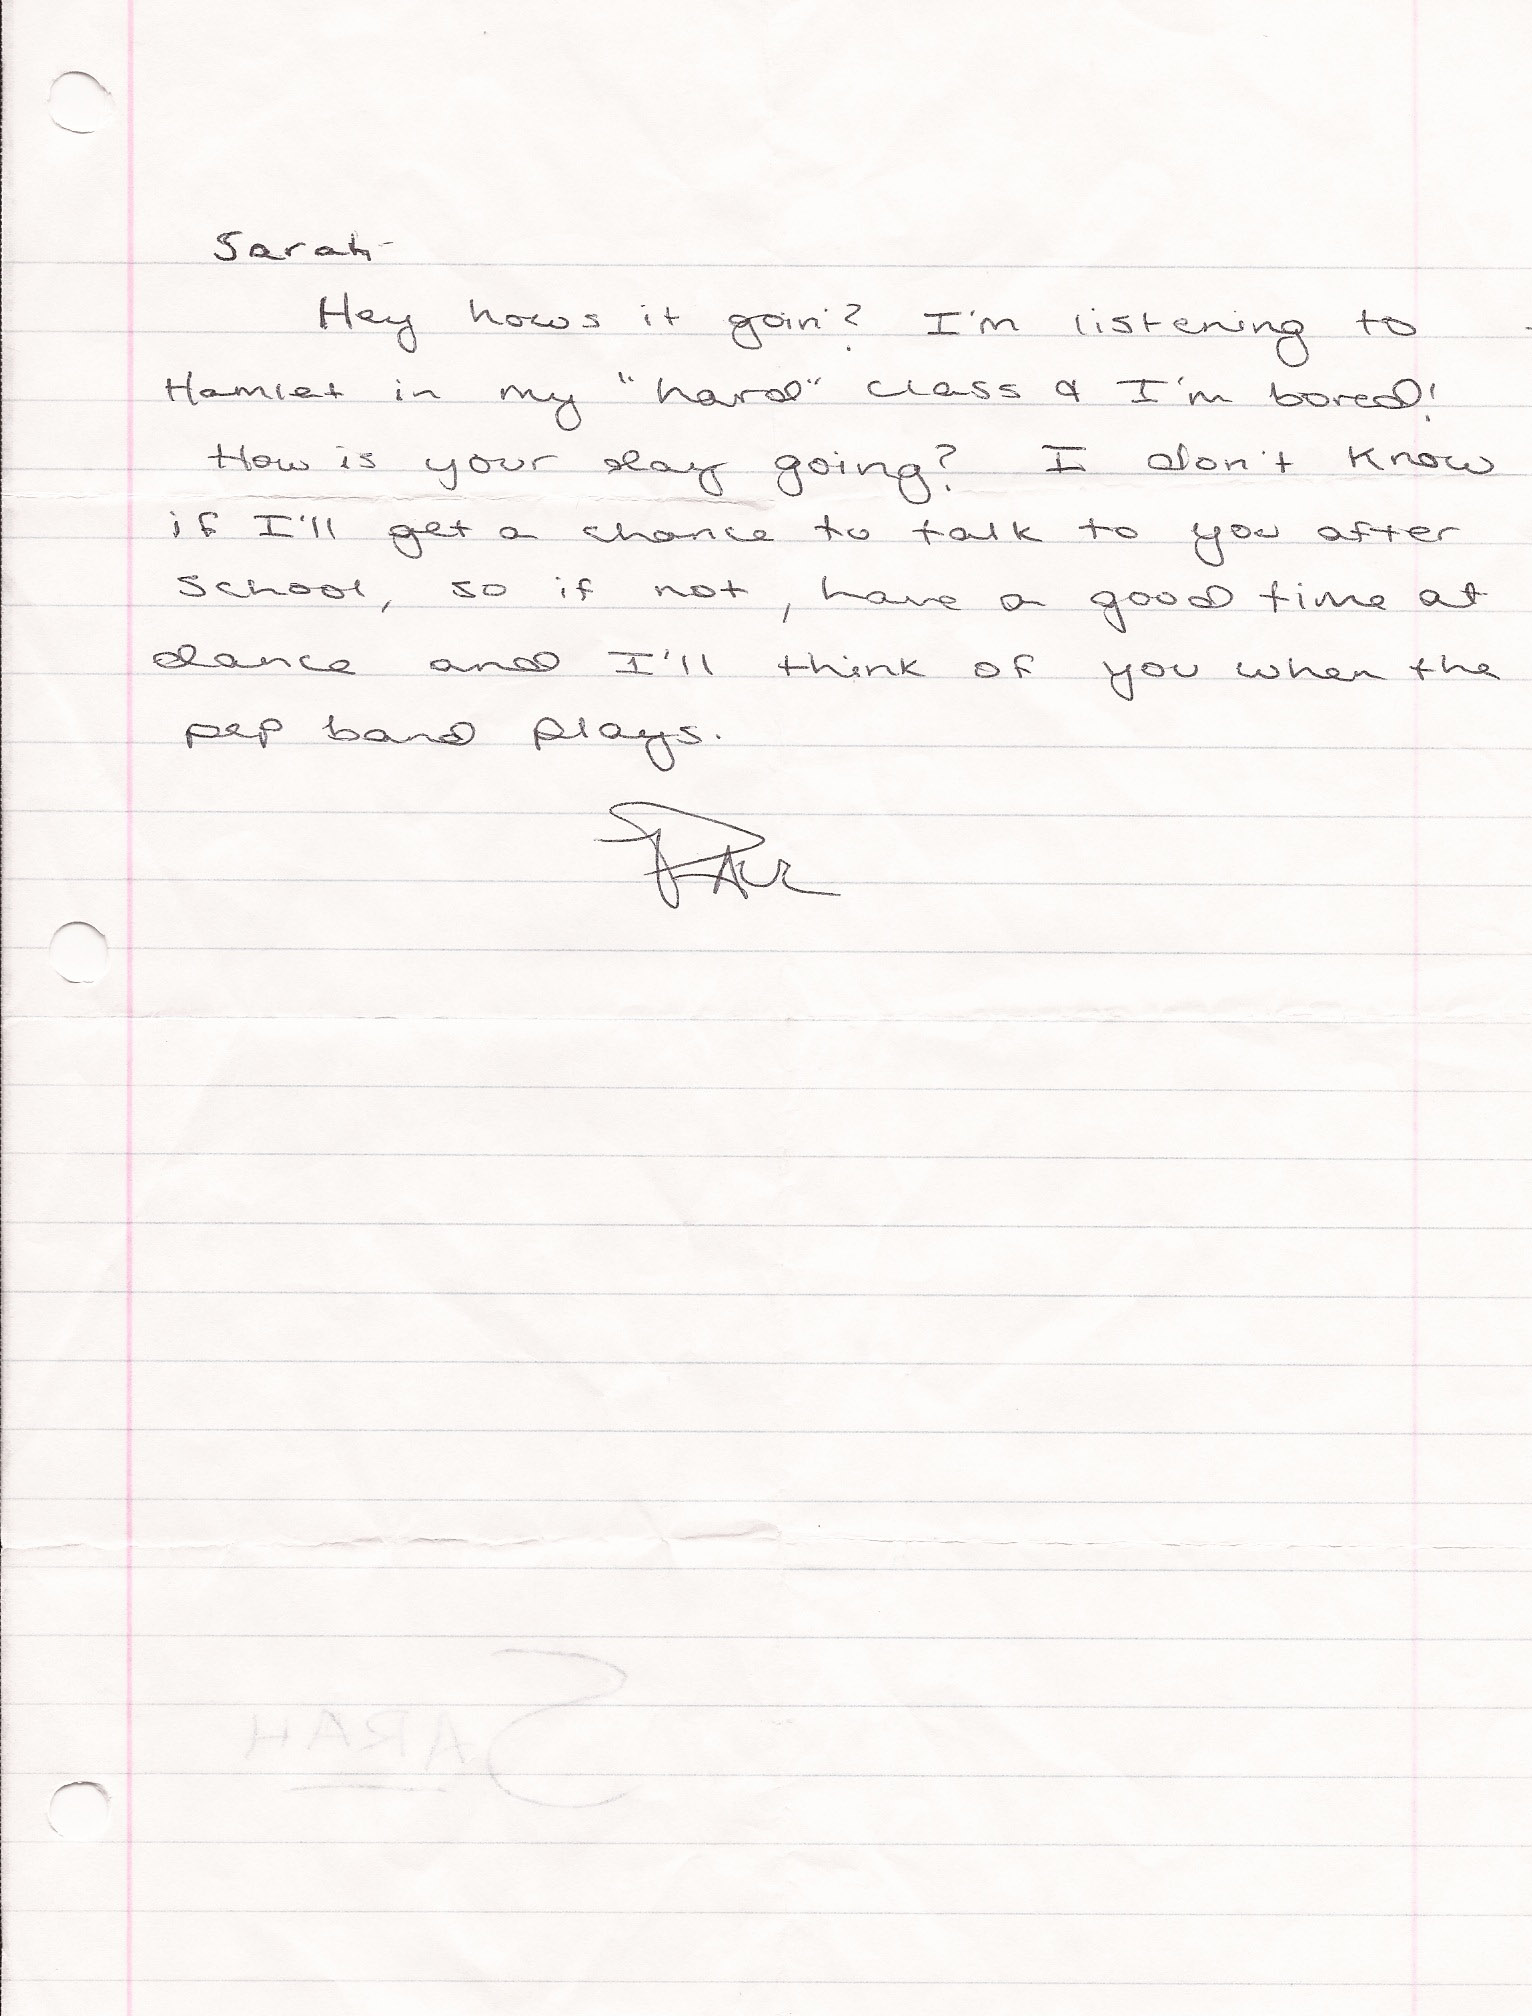 Sarah-
Hey hows it goin'? I'm listening to
Hamlet in my "hard" class & I'm bored!
How is your day going? I don't know
if I'll get a chance to talk to you after
school, so if not, have a good time at
dance and I'll think of you when the
pep band plays.
SARAH